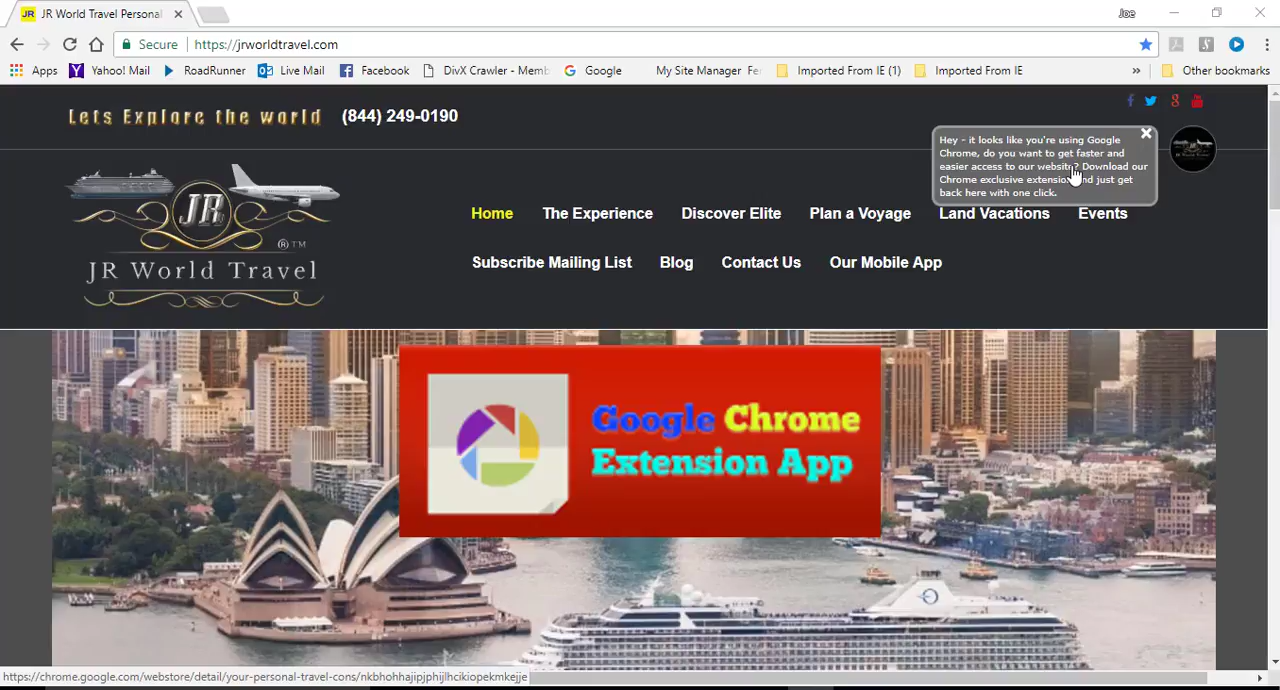 JR World Travel Personal
Joe
Secure
https://jrworldtravel.com
Apps
Yahoo! Mail
RoadRunner
Live Mail
Facebook
DivX Crawler - Memb
Google
My Site Manager Fe
Imported From IE (1)
Imported From IE
»
Other bookmarks
Lets Explore the world
(844) 249-0190
Hey - it looks like you're using Google
Chrome, do you want to get faster and
easier access to our website? Download our
Chrome exclusive extension and just get
back here with one click.
JR
® ™
JR World Travel
Home
The Experience
Discover Elite
Plan a Voyage
Land Vacations
Events
Subscribe Mailing List
Blog
Contact Us
Our Mobile App
Google Chrome
Extension App
https://chrome.google.com/webstore/detail/your-personal-travel-cons/nkbhohhajipjphijlhcikiopekmkejje